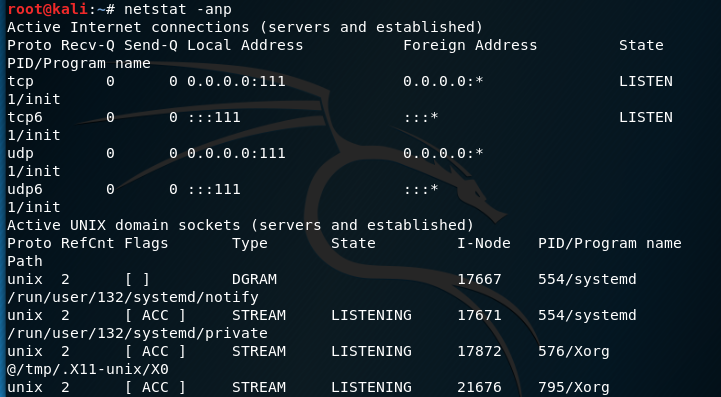 root@kali:~# netstat -anp
Active Internet connections (servers and established)
Proto Recv-Q Send-Q Local Address           Foreign Address         State
PID/Program name
tcp        0      0 0.0.0.0:111             0.0.0.0:*               LISTEN
1/init
tcp6       0      0 :::111                  :::*                    LISTEN
1/init
udp        0      0 0.0.0.0:111             0.0.0.0:*
1/init
udp6       0      0 :::111                  :::*
1/init
Active UNIX domain sockets (servers and established)
Proto RefCnt Flags       Type       State         I-Node   PID/Program name
Path
unix  2      [ ]         DGRAM                    17667    554/systemd
/run/user/132/systemd/notify
unix  2      [ ACC ]     STREAM     LISTENING     17671    554/systemd
/run/user/132/systemd/private
unix  2      [ ACC ]     STREAM     LISTENING     17872    576/Xorg
@/tmp/.X11-unix/X0
unix  2      [ ACC ]     STREAM     LISTENING     21676    795/Xorg